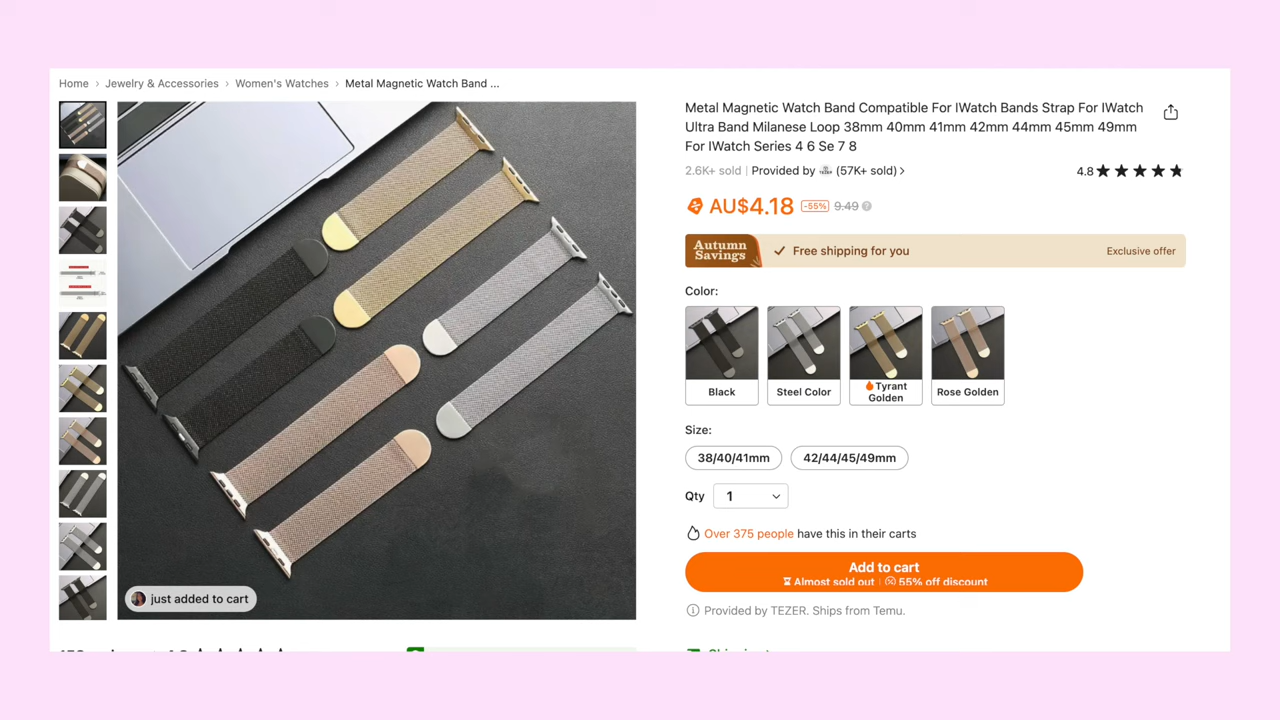 Home > Jewelry & Accessories > Women's Watches > Metal Magnetic Watch Band ...
Metal Magnetic Watch Band Compatible For IWatch Bands Strap For IWatch
Ultra Band Milanese Loop 38mm 40mm 41mm 42mm 44mm 45mm 49mm
For IWatch Series 4 6 Se 7 8
2.6K+ sold | Provided by (57K+ sold) >
4.8
AU$4.18 -55% 9.49 ?
Autumn
Savings
Free shipping for you
Exclusive offer
Color:
Black
Steel Color
Tyrant
Golden
Rose Golden
Size:
38/40/41mm
42/44/45/49mm
Qty 1
Over 375 people have this in their carts
Add to cart
Almost sold out | 55% off discount
Provided by TEZER. Ships from Temu.
just added to cart